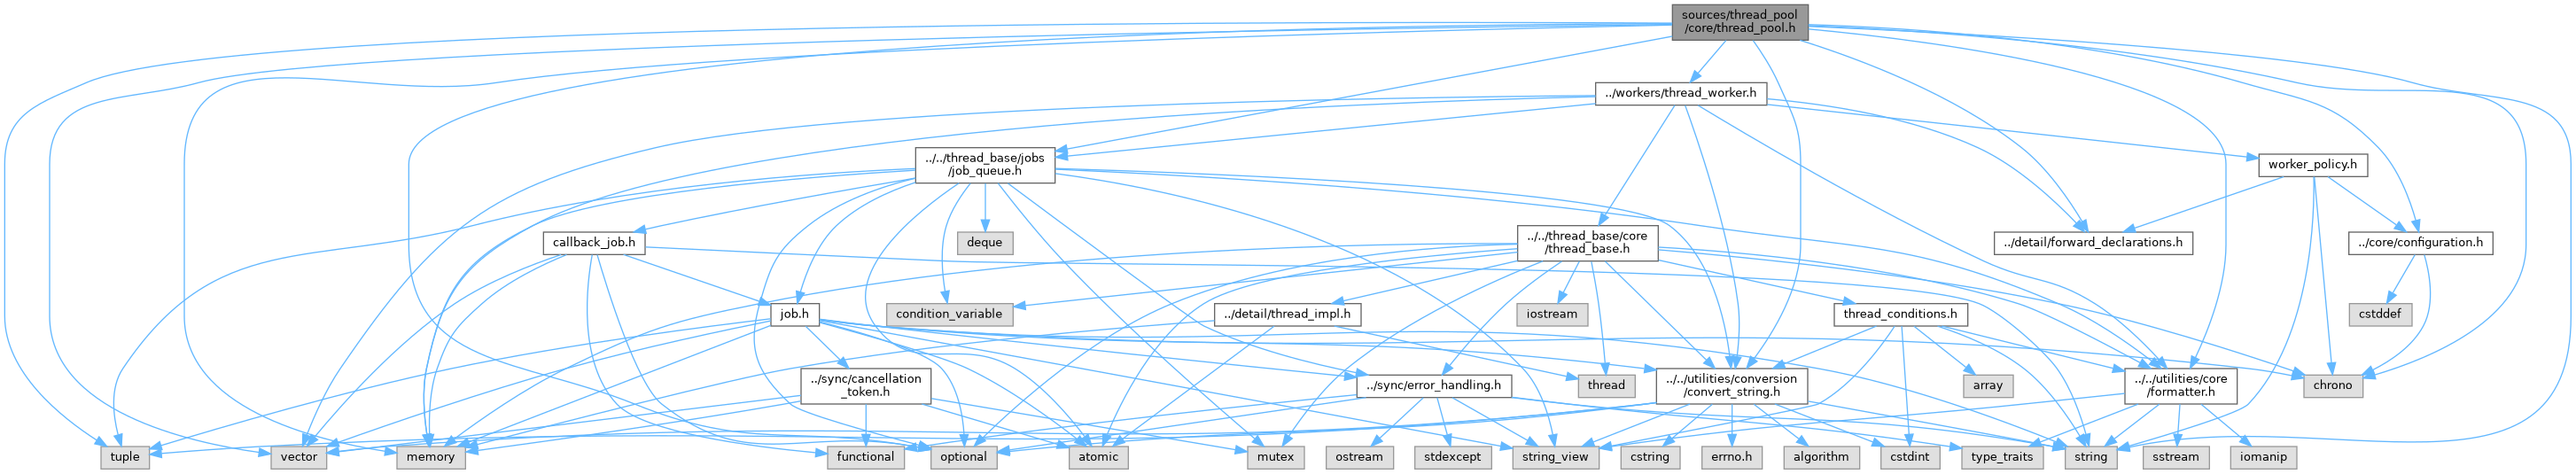 sources/thread_pool
/core/thread_pool.h
../workers/thread_worker.h
../../thread_base/jobs
/job_queue.h
worker_policy.h
callback_job.h
deque
../../thread_base/core
/thread_base.h
../detail/forward_declarations.h
../core/configuration.h
job.h
condition_variable
../detail/thread_impl.h
iostream
thread_conditions.h
cstddef
../sync/cancellation
_token.h
../sync/error_handling.h
thread
../../utilities/conversion
/convert_string.h
array
../../utilities/core
/formatter.h
chrono
tuple
vector
memory
functional
optional
atomic
mutex
ostream
stdexcept
string_view
cstring
errno.h
algorithm
cstdint
type_traits
string
sstream
iomanip